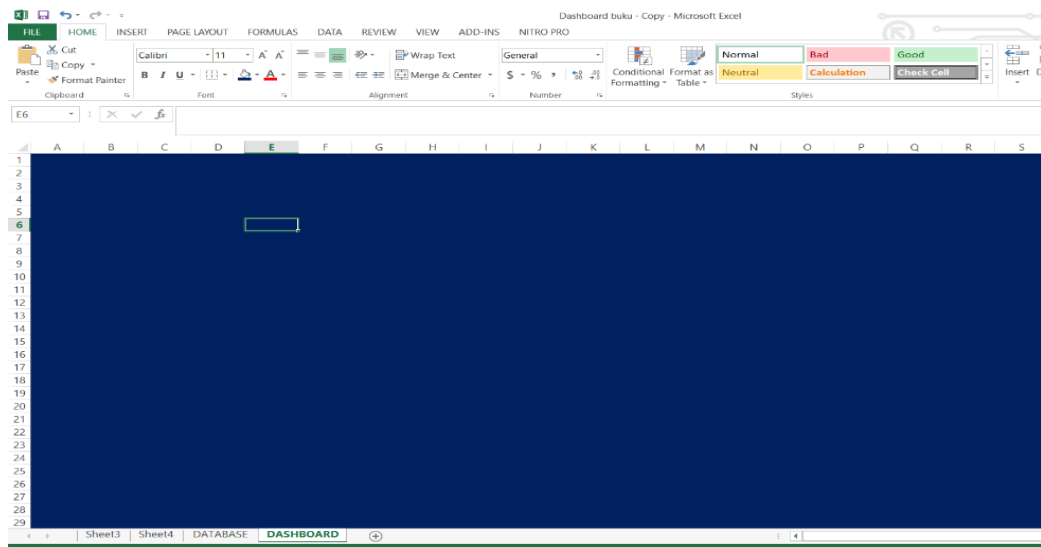 Dashboard buku - Copy - Microsoft Excel
FILE HOME INSERT PAGE LAYOUT FORMULAS DATA REVIEW VIEW ADD-INS NITRO PRO
Paste
Cut
Copy
Format Painter
Clipboard
Calibri 11
B I U
Font
Wrap Text
Merge & Center
Alignment
General
$ % ,
Number
Conditional Formatting
Format as Table
Normal Bad Good
Neutral Calculation Check Cell
Styles
Insert
E6 fx
A B C D E F G H I J K L M N O P Q R S
1
2
3
4
5
6
7
8
9
10
11
12
13
14
15
16
17
18
19
20
21
22
23
24
25
26
27
28
29
Sheet3 Sheet4 DATABASE DASHBOARD